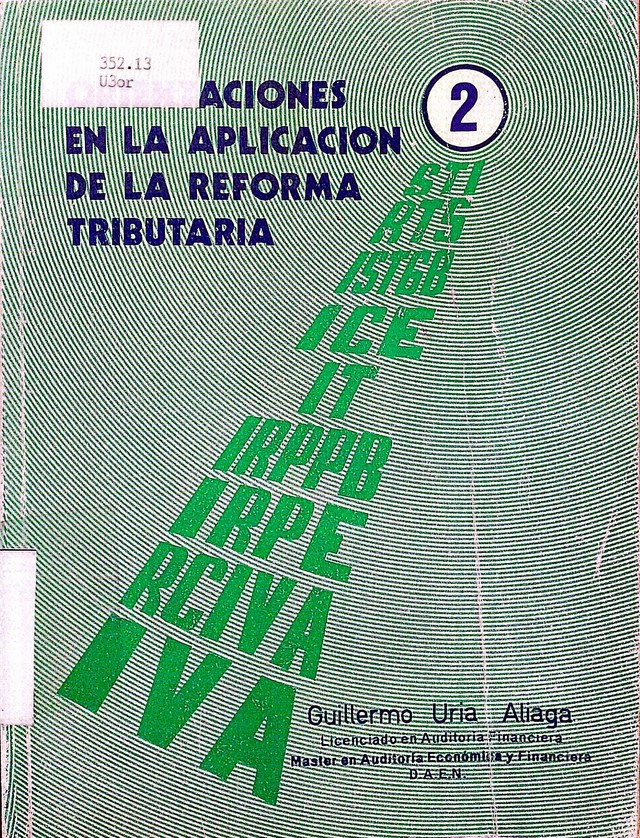 352.13
U3or
ACIONES
EN LA APLICACION
DE LA REFORMA
TRIBUTARIA
2
STI
RTS
ISTGB
ICE
IT
IRPPB
IRPE
RCIVA
IVA
Guillermo Uria Aliaga
Licenciado en Auditoria Financiera
Master en Auditoria Económica y Financiera
D.A.E.N.